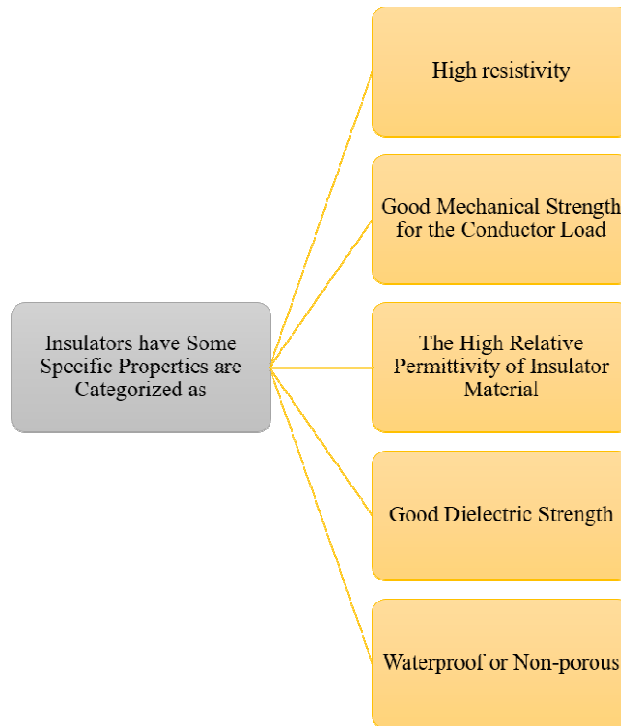 High resistivity
Good Mechanical Strength
for the Conductor Load
Insulators have Some
Specific Properties are
Categorized as
The High Relative
Permittivity of Insulator
Material
Good Dielectric Strength
Waterproof or Non-porous